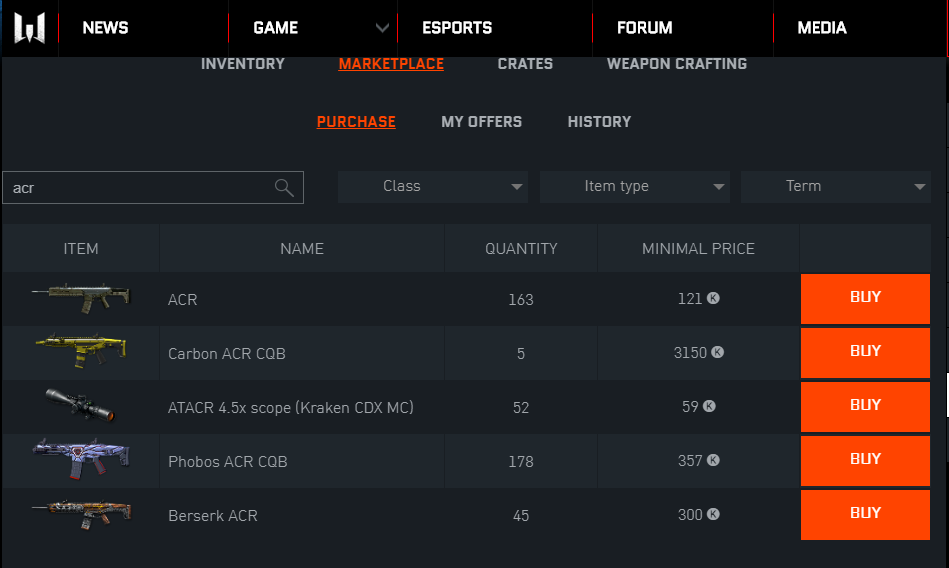 NEWS GAME ESPORTS FORUM MEDIA
INVENTORY MARKETPLACE CRATES WEAPON CRAFTING
PURCHASE MY OFFERS HISTORY
acr Class Item type Term
ITEM NAME QUANTITY MINIMAL PRICE
ACR 163 121 K BUY
Carbon ACR CQB 5 3150 K BUY
ATACR 4.5x scope (Kraken CDX MC) 52 59 K BUY
Phobos ACR CQB 178 357 K BUY
Berserk ACR 45 300 K BUY